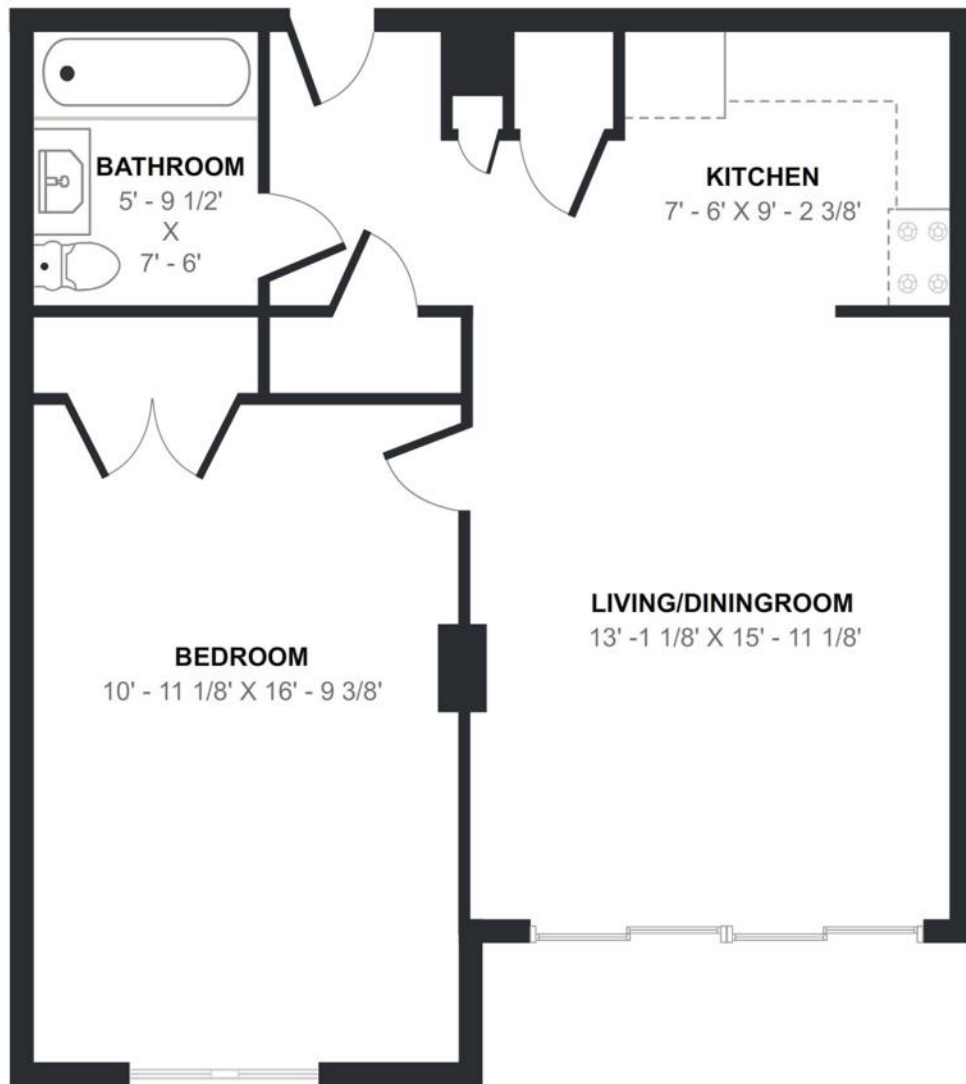 BATHROOM
5' - 9 1/2'
X
7' - 6'
KITCHEN
7' - 6' X 9' - 2 3/8'
LIVING/DININGROOM
13' -1 1/8' X 15' - 11 1/8'
BEDROOM
10' - 11 1/8' X 16' - 9 3/8'